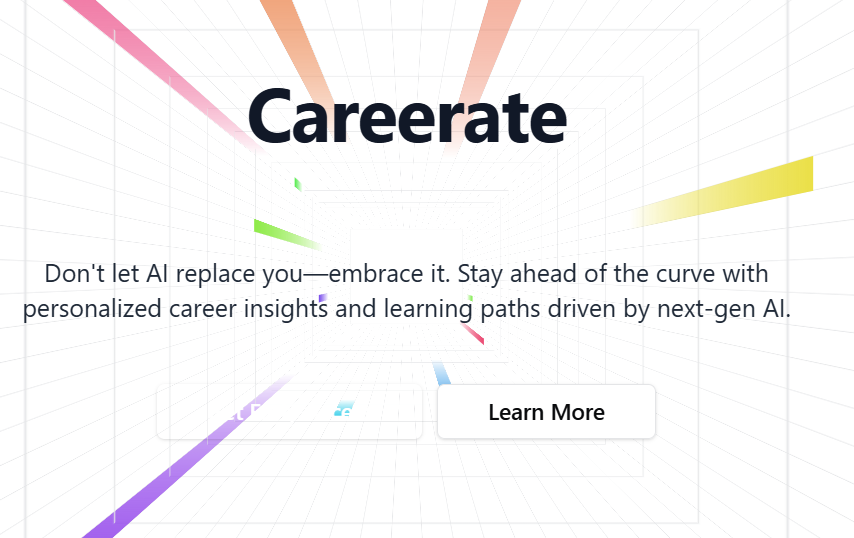 Careerate
Don't let AI replace you—embrace it. Stay ahead of the curve with
personalized career insights and learning paths driven by next-gen AI.
Learn More